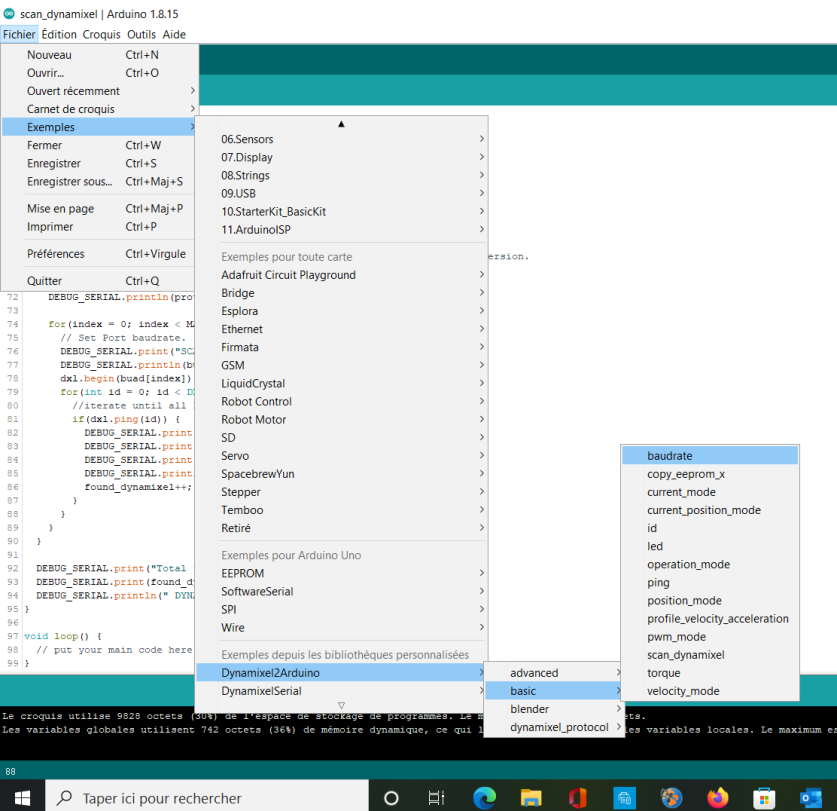 scan_dynamixel | Arduino 1.8.15
Fichier Édition Croquis Outils Aide
Nouveau Ctrl+N
Ouvrir... Ctrl+O
Ouvert récemment
Carnet de croquis
Exemples
Fermer Ctrl+W
Enregistrer Ctrl+S
Enregistrer sous... Ctrl+Maj+S
Mise en page Ctrl+Maj+P
Imprimer Ctrl+P
Préférences Ctrl+Virgule
Quitter Ctrl+Q
06.Sensors
07.Display
08.Strings
09.USB
10.StarterKit_BasicKit
11.ArduinoISP
Exemples pour toute carte
Adafruit Circuit Playground
Bridge
Esplora
Ethernet
Firmata
GSM
LiquidCrystal
Robot Control
Robot Motor
SD
Servo
SpacebrewYun
Stepper
Temboo
Retiré
Exemples pour Arduino Uno
EEPROM
SoftwareSerial
SPI
Wire
Exemples depuis les bibliothèques personnalisées
Dynamixel2Arduino
DynamixelSerial
advanced
basic
blender
dynamixel_protocol
baudrate
copy_eeprom_x
current_mode
current_position_mode
id
led
operation_mode
ping
position_mode
profile_velocity_acceleration
pwm_mode
scan_dynamixel
torque
velocity_mode
ersion.
72 DEBUG_SERIAL.println(pro
73
74 for(index = 0; index < M
75 // Set Port baudrate.
76 DEBUG_SERIAL.print("SC
77 DEBUG_SERIAL.println(b
78 dxl.begin(buad[index])
79 for(int id = 0; id < D
80 //iterate until all
81 if(dxl.ping(id)) {
82 DEBUG_SERIAL.print
83 DEBUG_SERIAL.print
84 DEBUG_SERIAL.print
85 DEBUG_SERIAL.print
86 found_dynamixel++;
87 }
88 }
89 }
90 }
91
92 DEBUG_SERIAL.print("Total
93 DEBUG_SERIAL.print(found_d
94 DEBUG_SERIAL.println(" DYN
95 }
96
97 void loop() {
98 // put your main code here
99 }
Le croquis utilise 9828 octets (30%) de l'espace de stockage de programmes. Le m ets.
Les variables globales utilisent 742 octets (36%) de mémoire dynamique, ce qui l es variables locales. Le maximum es
88
Taper ici pour rechercher